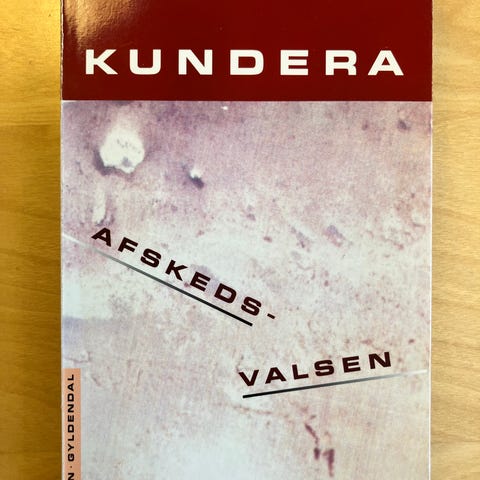 KUNDERA
AFSKEDS-
VALSEN
N · GYLDENDAL